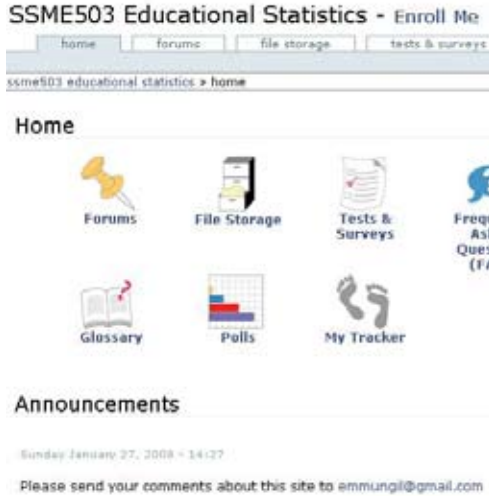 SSME503 Educational Statistics - Enroll Me
home forums file storage tests & surveys
ssme503 educational statistics » home
Home
Forums File Storage Tests & Surveys
Glossary Polls My Tracker
Announcements
Sunday January 27, 2008 - 14:27
Please send your comments about this site to emmungil@gmail.com